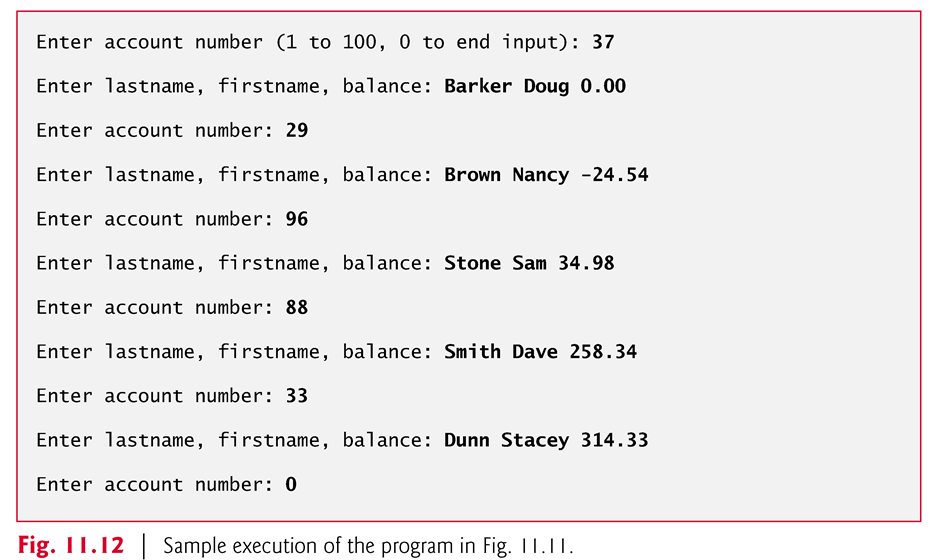 Enter account number (1 to 100, 0 to end input): 37
Enter lastname, firstname, balance: Barker Doug 0.00
Enter account number: 29
Enter lastname, firstname, balance: Brown Nancy -24.54
Enter account number: 96
Enter lastname, firstname, balance: Stone Sam 34.98
Enter account number: 88
Enter lastname, firstname, balance: Smith Dave 258.34
Enter account number: 33
Enter lastname, firstname, balance: Dunn Stacey 314.33
Enter account number: 0
Fig. 11.12 | Sample execution of the program in Fig. 11.11.